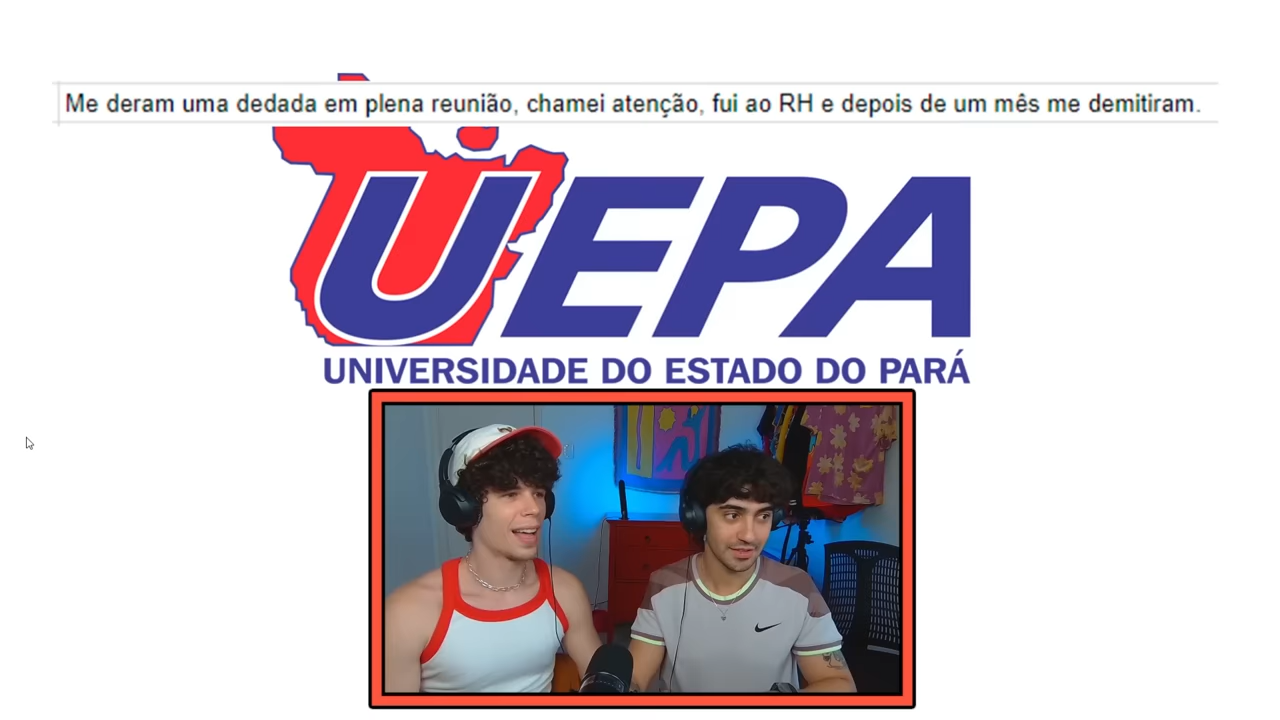 Me deram uma dedada em plena reunião, chamei atenção, fui ao RH e depois de um mês me demitiram.
UEPA
UNIVERSIDADE DO ESTADO DO PARÁ